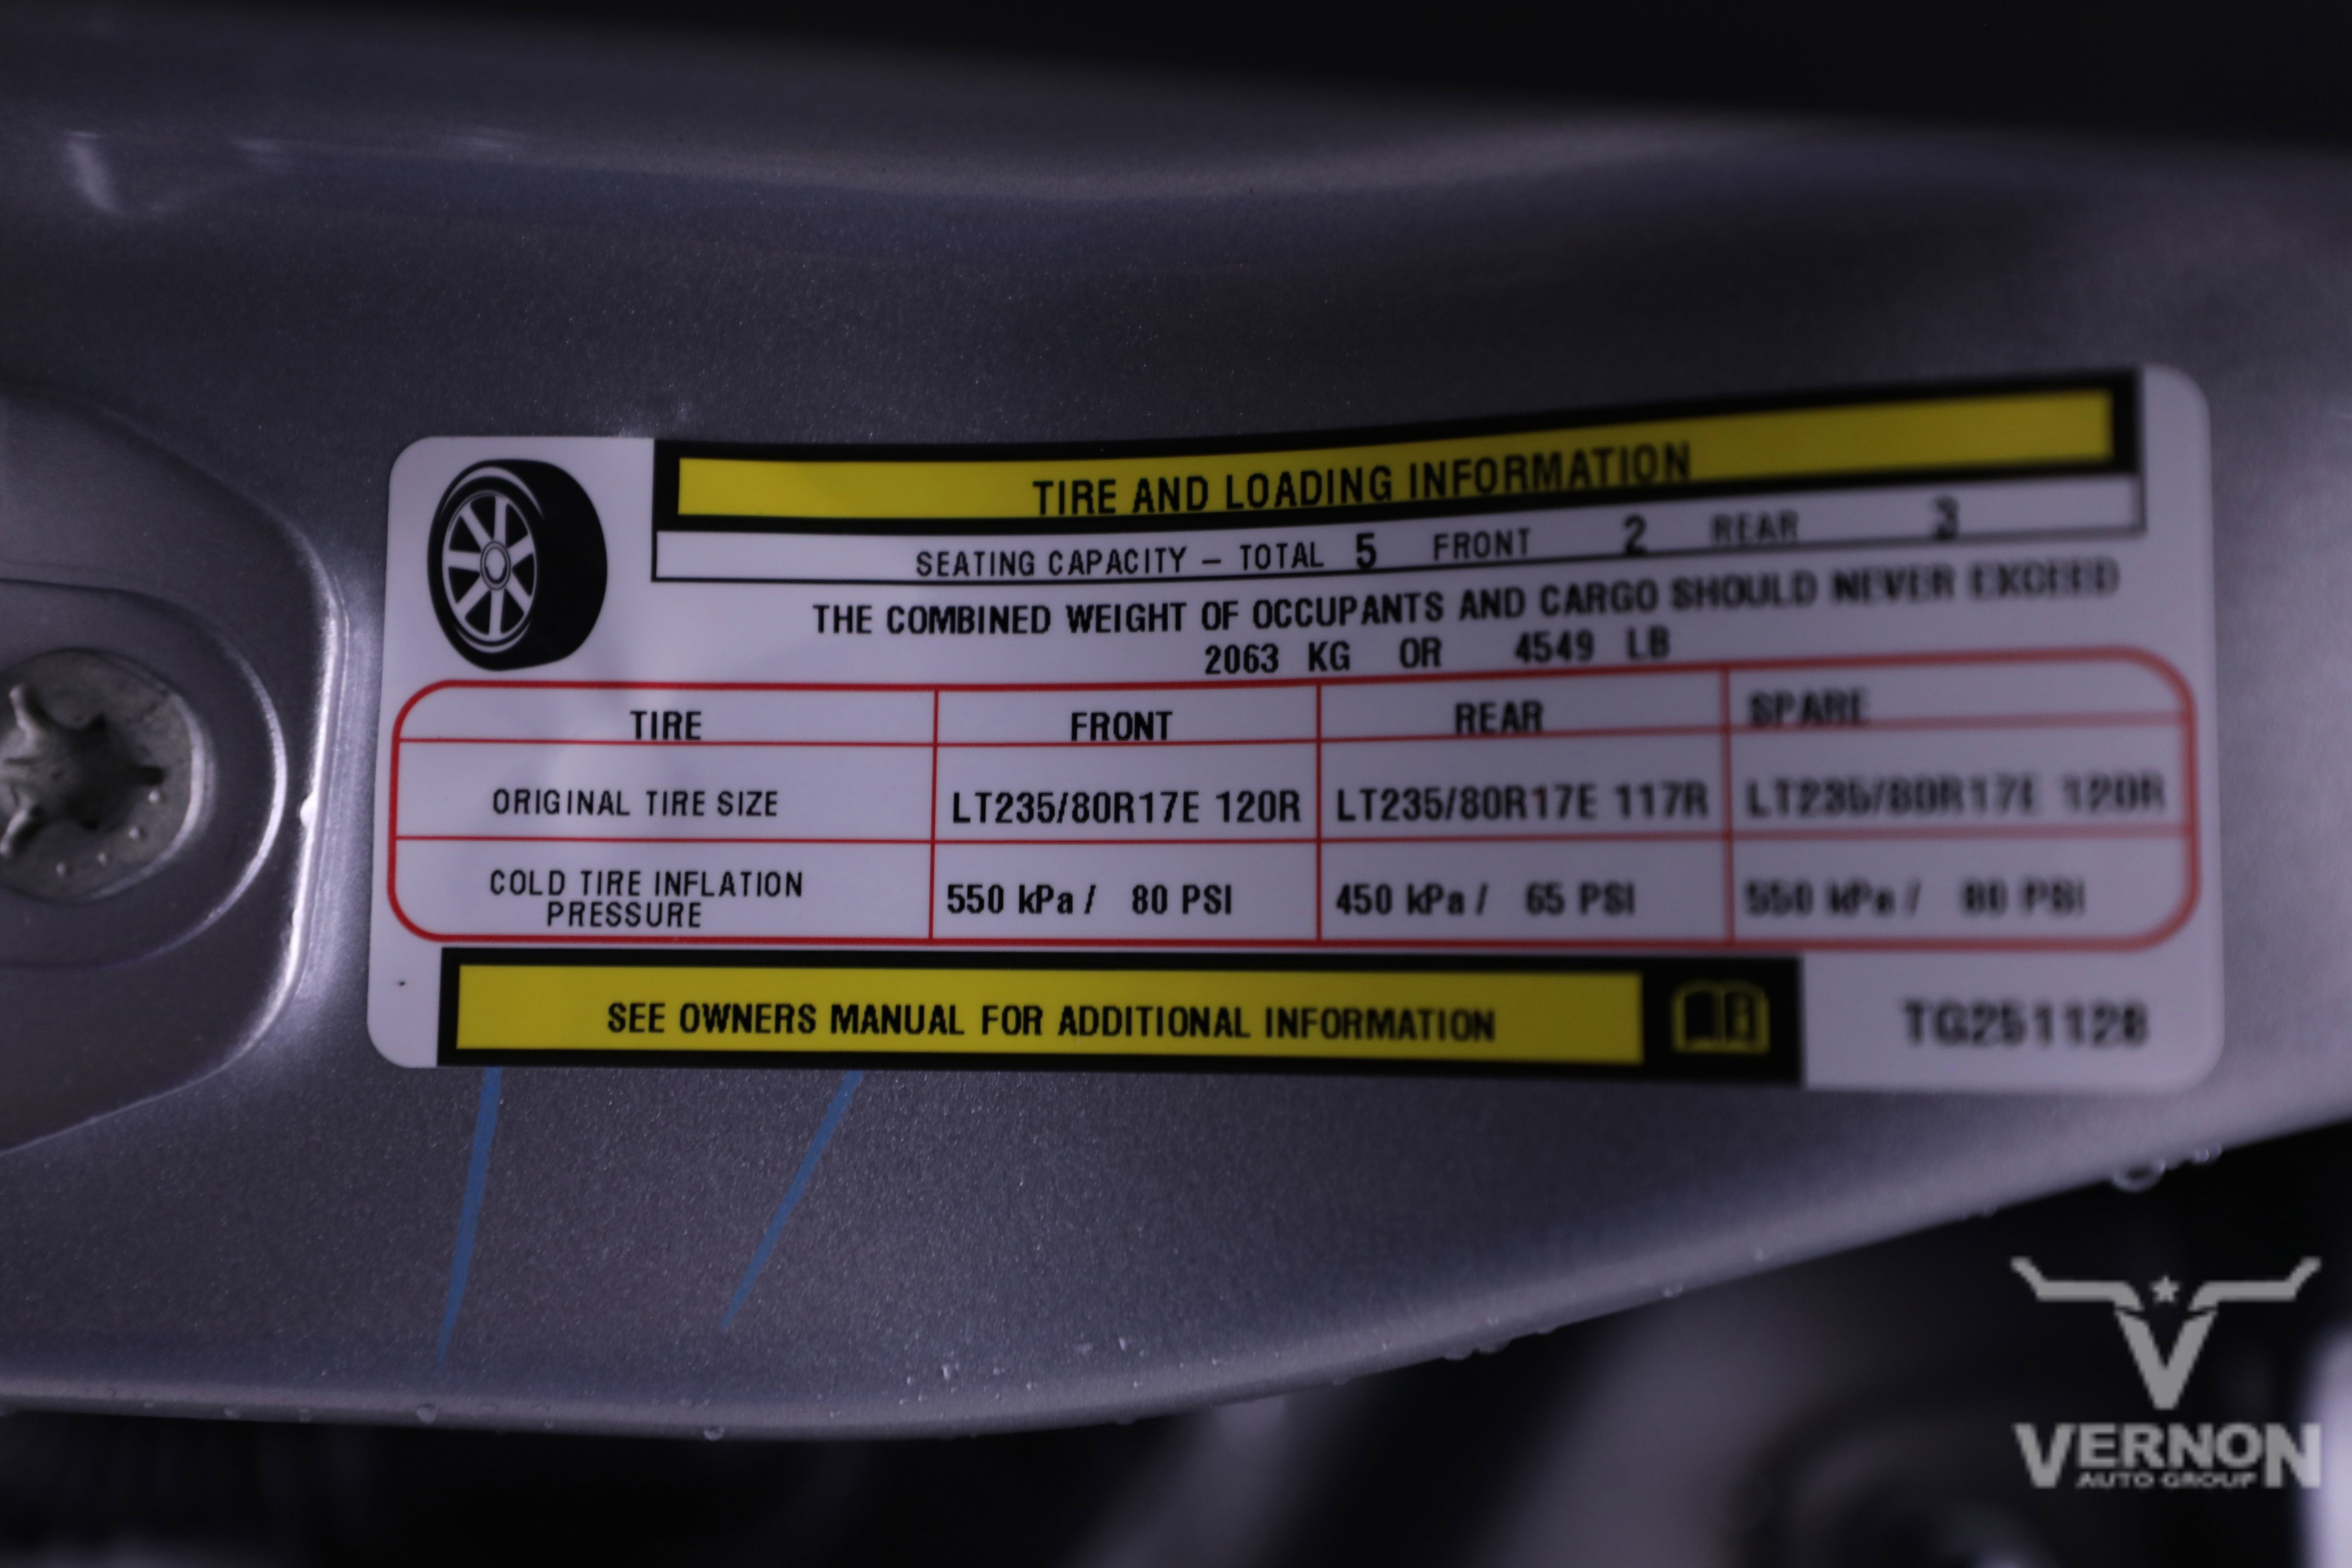 TIRE AND LOADING INFORMATION
SEATING CAPACITY – TOTAL 5 FRONT 2 REAR 3
THE COMBINED WEIGHT OF OCCUPANTS AND CARGO SHOULD NEVER EXCEED
2063 KG OR 4549 LB
TIRE FRONT REAR SPARE
ORIGINAL TIRE SIZE LT235/80R17E 120R LT235/80R17E 117R LT235/80R17E 120R
COLD TIRE INFLATION
PRESSURE 550 kPa / 80 PSI 450 kPa / 65 PSI 550 kPa / 80 PSI
SEE OWNERS MANUAL FOR ADDITIONAL INFORMATION
TG251128
VERNON
AUTO GROUP